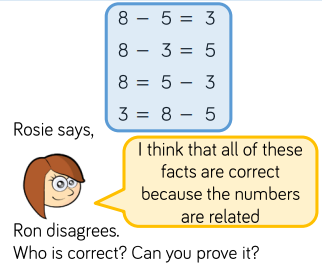 8 − 5 = 3
8 − 3 = 5
8 = 5 − 3
3 = 8 − 5
Rosie says,
I think that all of these
facts are correct
because the numbers
are related
Ron disagrees.
Who is correct? Can you prove it?